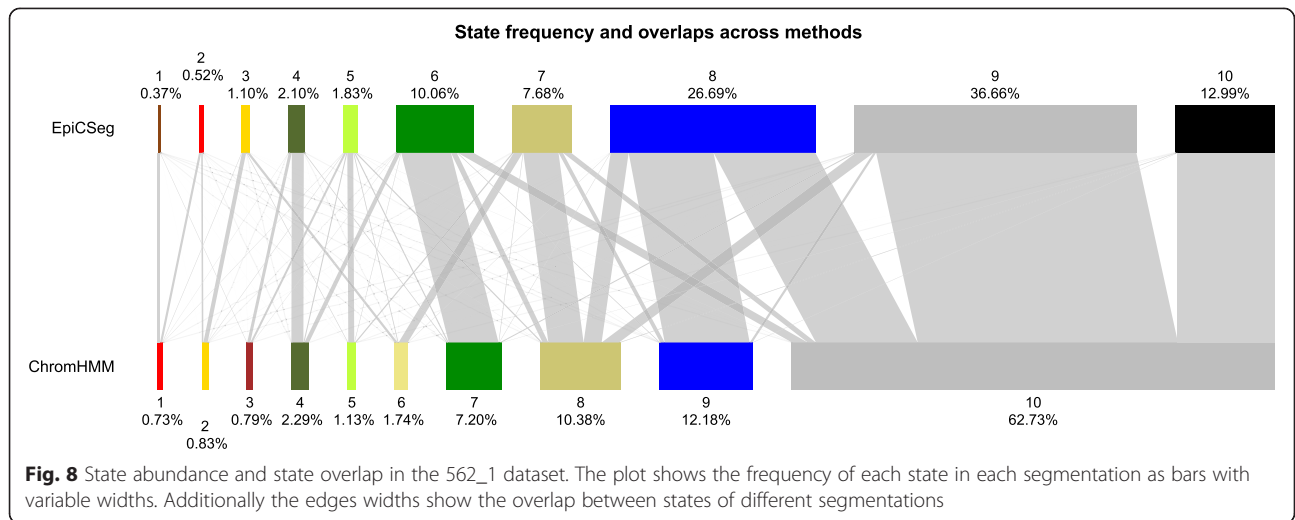 State frequency and overlaps across methods
1 2 3 4 5 6 7 8 9 10
0.37% 0.52% 1.10% 2.10% 1.83% 10.06% 7.68% 26.69% 36.66% 12.99%
EpiCSeg
ChromHMM
1 2 3 4 5 6 7 8 9 10
0.73% 0.83% 0.79% 2.29% 1.13% 1.74% 7.20% 10.38% 12.18% 62.73%
Fig. 8 State abundance and state overlap in the 562_1 dataset. The plot shows the frequency of each state in each segmentation as bars with
variable widths. Additionally the edges widths show the overlap between states of different segmentations